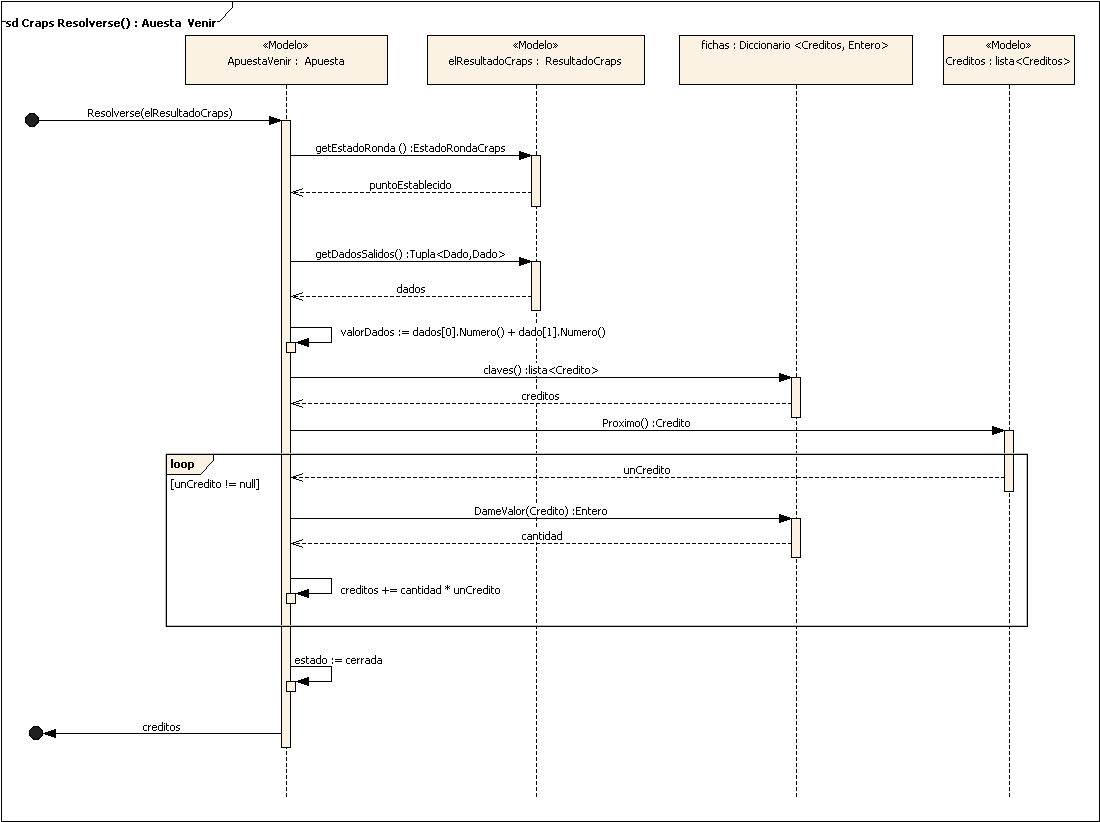 sd Craps Resolverse() : Auesta Venir
«Modelo»
ApuestaVenir : Apuesta
«Modelo»
elResultadoCraps : ResultadoCraps
fichas : Diccionario <Creditos, Entero>
«Modelo»
Creditos : lista<Creditos>
Resolverse(elResultadoCraps)
getEstadoRonda () :EstadoRondaCraps
puntoEstablecido
getDadosSalidos() :Tupla<Dado,Dado>
dados
valorDados := dados[0].Numero() + dado[1].Numero()
claves() :lista<Credito>
creditos
Proximo() :Credito
loop
unCredito
[unCredito != null]
DameValor(Credito) :Entero
cantidad
creditos += cantidad * unCredito
estado := cerrada
creditos